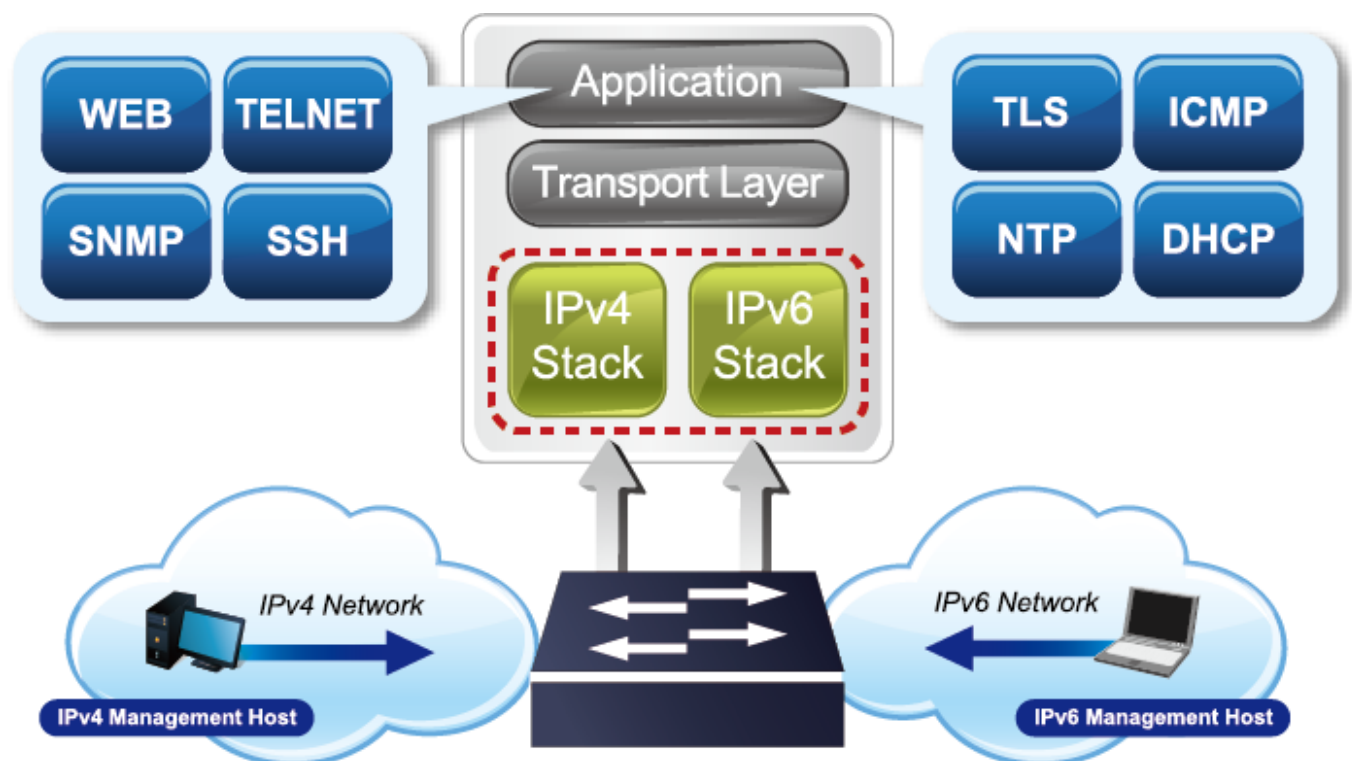 WEB
TELNET
SNMP
SSH
Application
Transport Layer
IPv4
Stack
IPv6
Stack
TLS
ICMP
NTP
DHCP
IPv4 Network
IPv4 Management Host
IPv6 Network
IPv6 Management Host